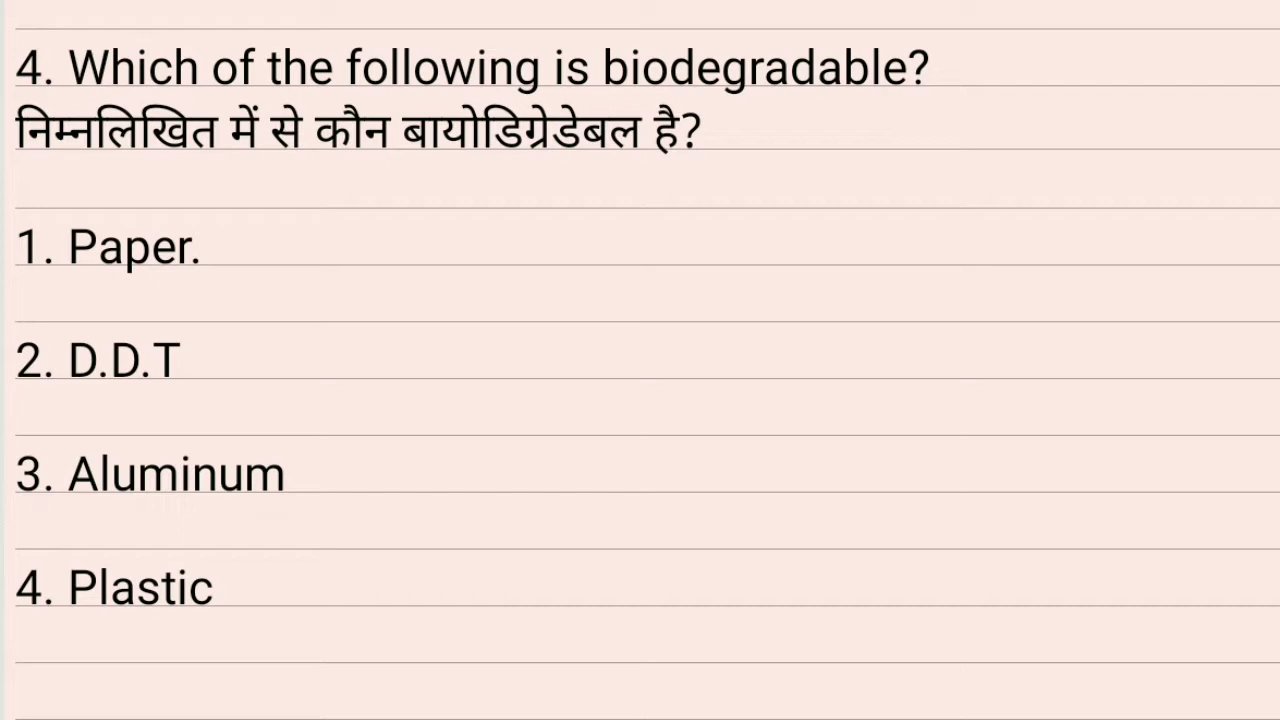 4. Which of the following is biodegradable?
निम्नलिखित में से कौन बायोडिग्रेडेबल है?
1. Paper.
2. D.D.T
3. Aluminum
4. Plastic